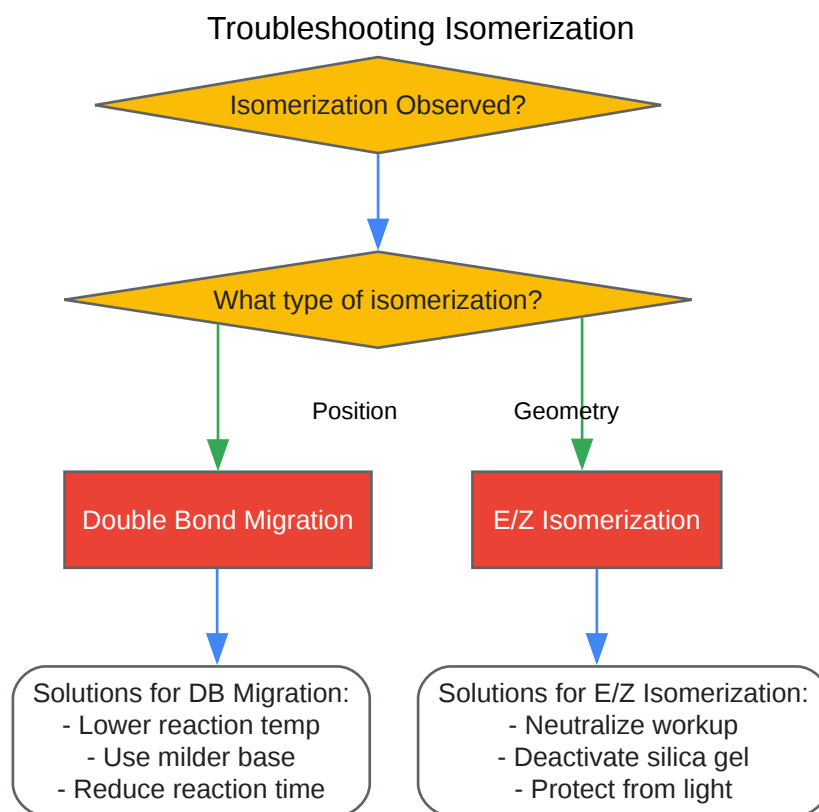 Troubleshooting Isomerization
Isomerization Observed?
What type of isomerization?
Position
Geometry
Double Bond Migration
E/Z Isomerization
Solutions for DB Migration:
- Lower reaction temp
- Use milder base
- Reduce reaction time
Solutions for E/Z Isomerization:
- Neutralize workup
- Deactivate silica gel
- Protect from light